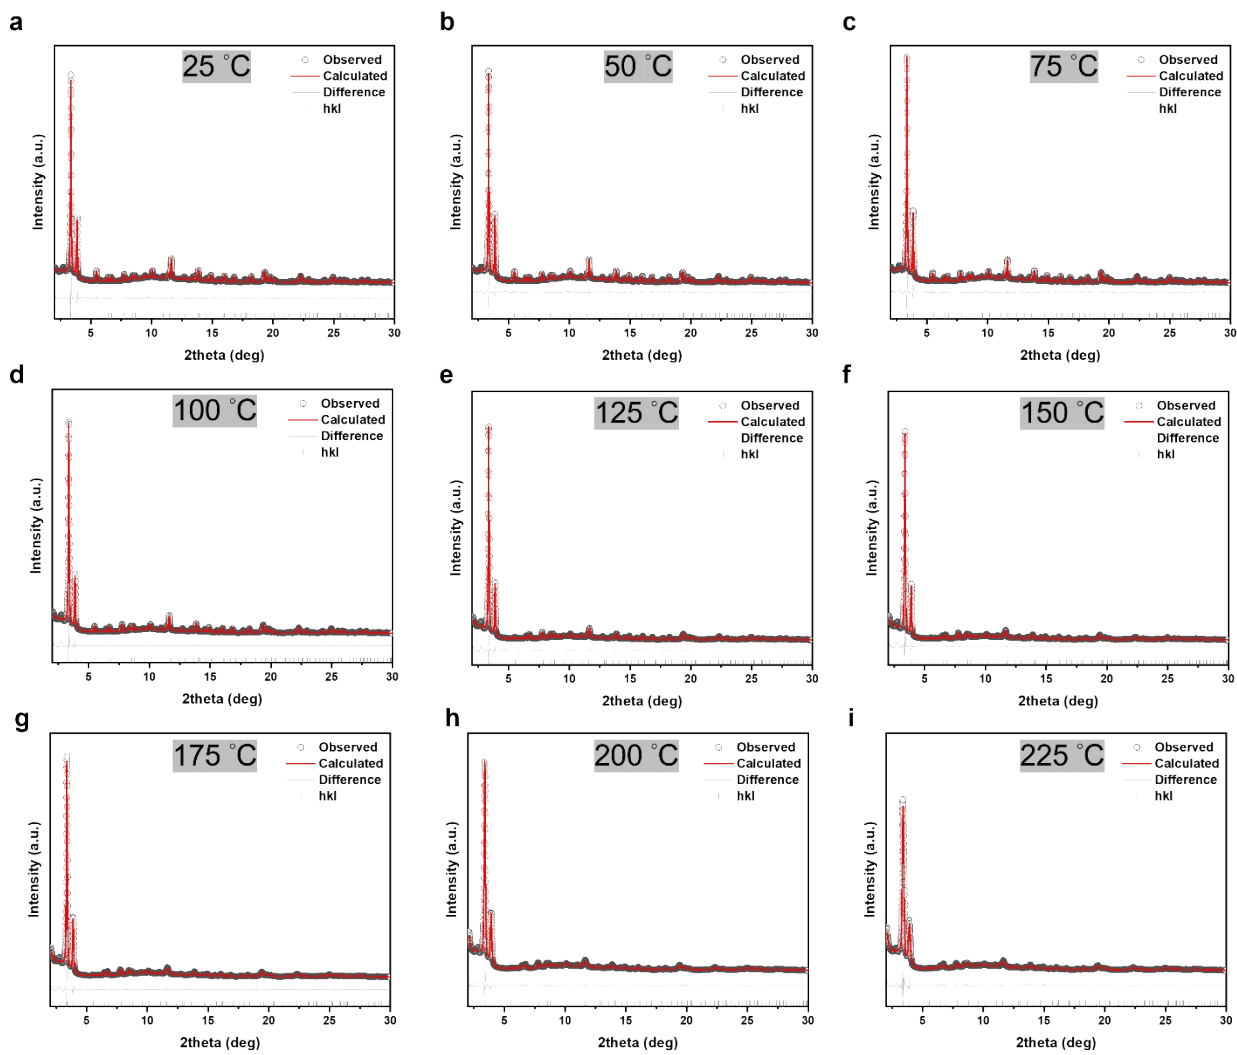 a
25 °C
Observed
Calculated
Difference
hkl
Intensity (a.u.)
5 10 15 20 25 30
2theta (deg)
b
50 °C
Observed
Calculated
Difference
hkl
Intensity (a.u.)
5 10 15 20 25 30
2theta (deg)
c
75 °C
Observed
Calculated
Difference
hkl
Intensity (a.u.)
5 10 15 20 25 30
2theta (deg)
d
100 °C
Observed
Calculated
Difference
hkl
Intensity (a.u.)
5 10 15 20 25 30
2theta (deg)
e
125 °C
Observed
Calculated
Difference
hkl
Intensity (a.u.)
5 10 15 20 25 30
2theta (deg)
f
150 °C
Observed
Calculated
Difference
hkl
Intensity (a.u.)
5 10 15 20 25 30
2theta (deg)
g
175 °C
Observed
Calculated
Difference
hkl
Intensity (a.u.)
5 10 15 20 25 30
2theta (deg)
h
200 °C
Observed
Calculated
Difference
hkl
Intensity (a.u.)
5 10 15 20 25 30
2theta (deg)
i
225 °C
Observed
Calculated
Difference
hkl
Intensity (a.u.)
5 10 15 20 25 30
2theta (deg)